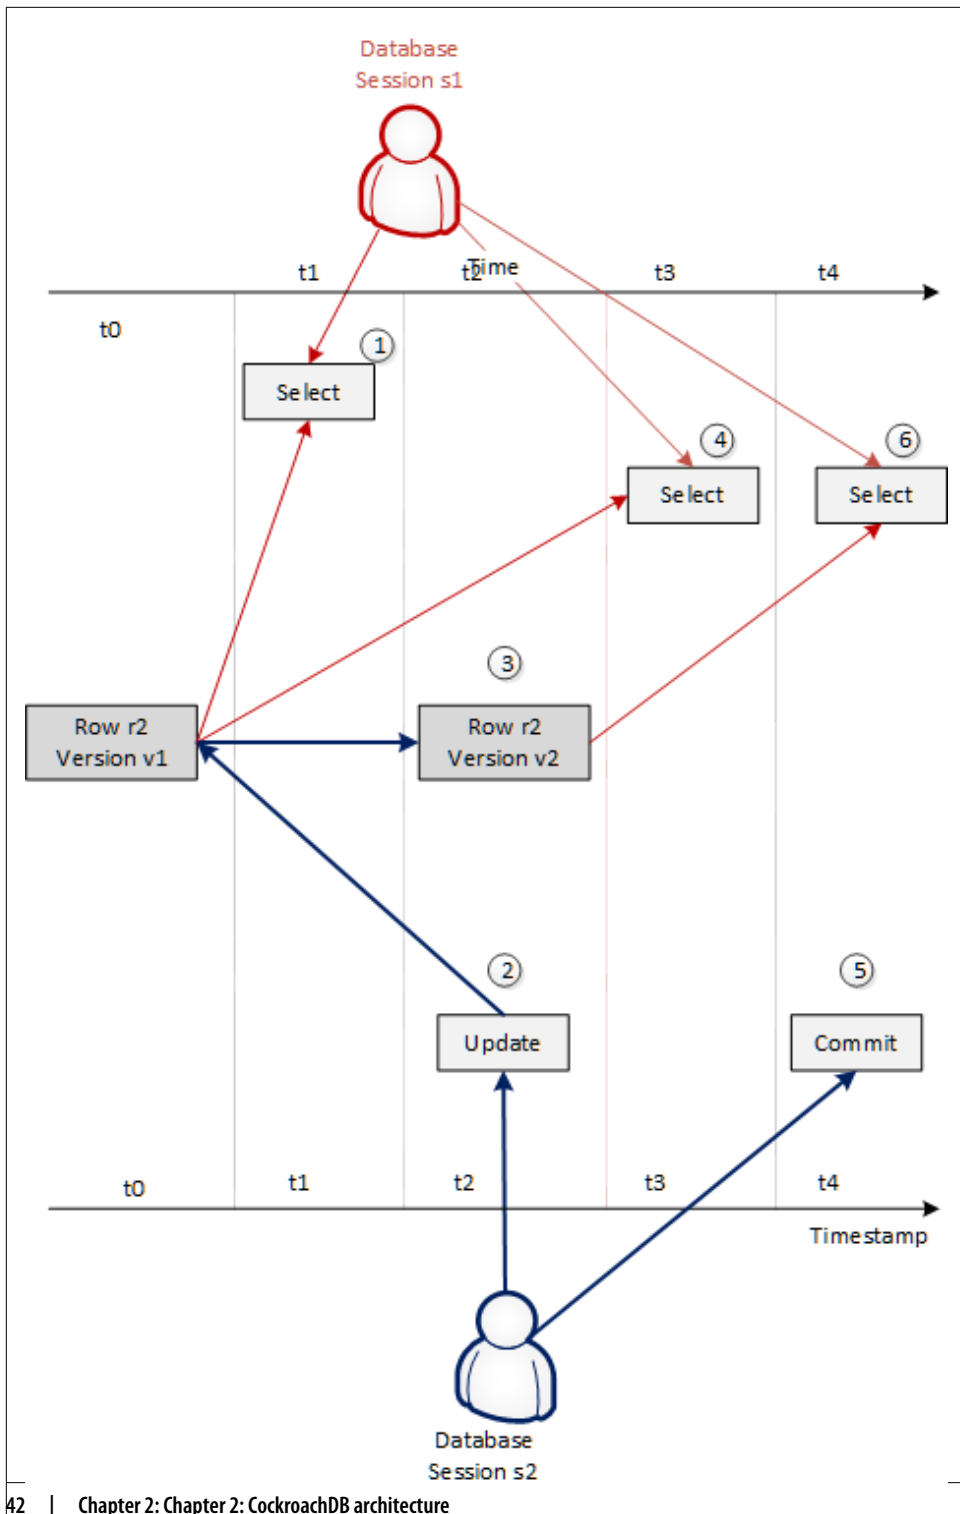 Database
Session s1
t1
t2
Time
t3
t4
t0
1
Select
4
6
Select
Select
3
Row r2
Version v1
Row r2
Version v2
2
5
Update
Commit
t0
t1
t2
t3
t4
Timestamp
Database
Session s2
42 | Chapter 2: Chapter 2: CockroachDB architecture